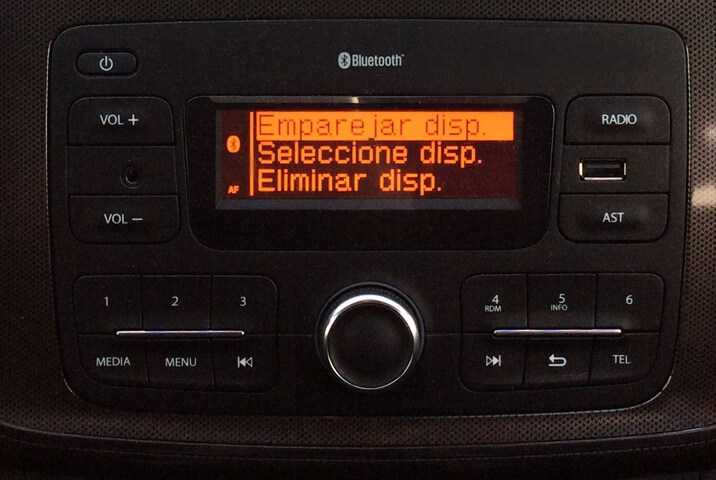 Bluetooth
VOL +
Emparejar disp.
Seleccione disp.
Eliminar disp.
AF
RADIO
VOL −
AST
1
2
3
4
RDM
5
INFO
6
MEDIA
MENU
TEL